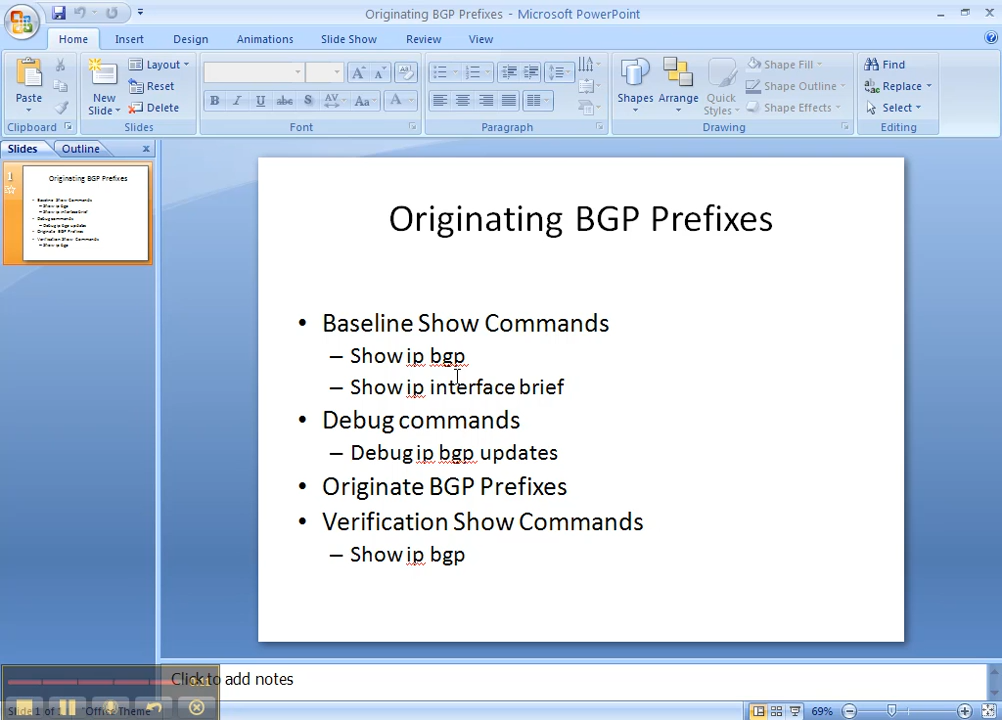 Originating BGP Prefixes - Microsoft PowerPoint
Home Insert Design Animations Slide Show Review View
Layout
Reset
Delete
Paste
New
Slide
Shapes Arrange Quick
Styles
Shape Fill
Shape Outline
Shape Effects
Find
Replace
Select
B I U abc S AV Aa A
Clipboard Slides Font Paragraph Drawing Editing
Slides Outline x
1
Originating BGP Prefixes
• Baseline Show Commands
– Show ip bgp
– Show ip interface brief
• Debug commands
– Debug ip bgp updates
• Originate BGP Prefixes
• Verification Show Commands
– Show ip bgp
Originating BGP Prefixes
• Baseline Show Commands
– Show ip bgp
– Show ip interface brief
• Debug commands
– Debug ip bgp updates
• Originate BGP Prefixes
• Verification Show Commands
– Show ip bgp
Click to add notes
Slide 1 of 1 "Office Theme" 69%